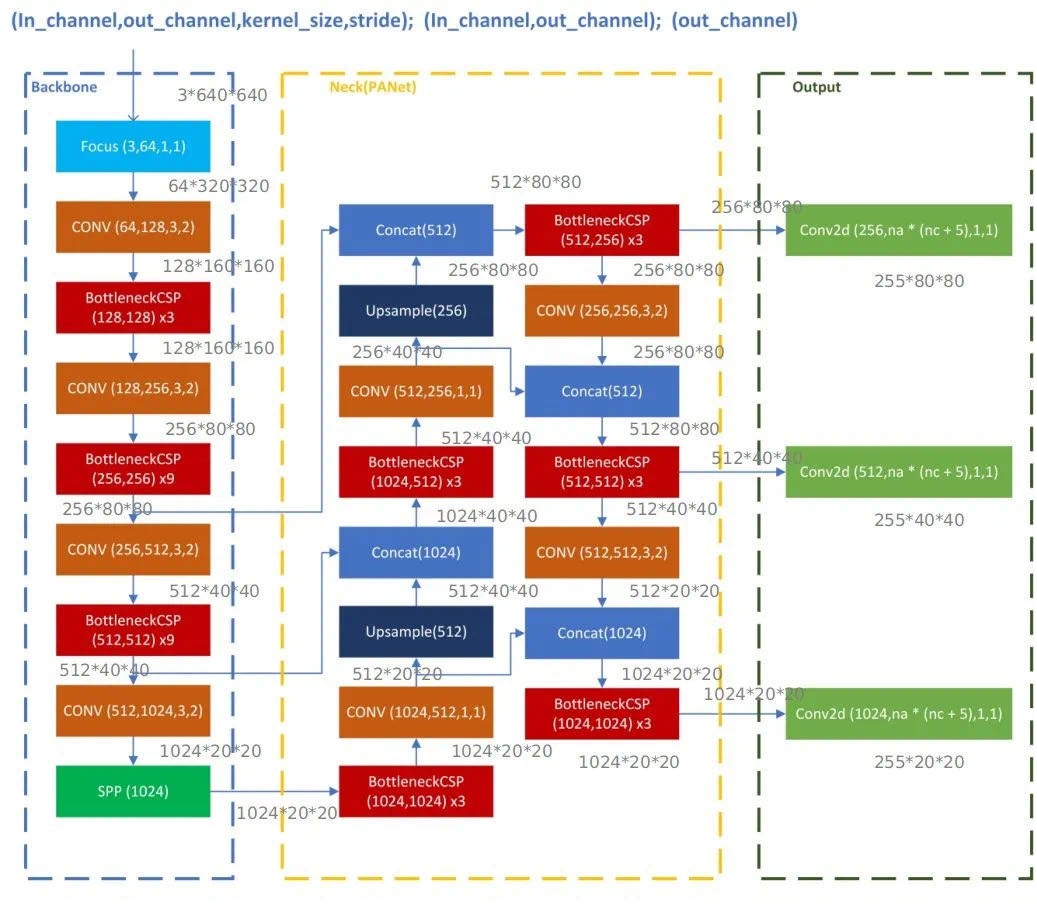 (In_channel,out_channel,kernel_size,stride); (In_channel,out_channel); (out_channel)
Backbone
3*640*640
Focus (3,64,1,1)
64*320*320
CONV (64,128,3,2)
128*160*160
BottleneckCSP
(128,128) x3
128*160*160
CONV (128,256,3,2)
256*80*80
BottleneckCSP
(256,256) x9
256*80*80
CONV (256,512,3,2)
512*40*40
BottleneckCSP
(512,512) x9
512*40*40
CONV (512,1024,3,2)
1024*20*20
SPP (1024)
1024*20*20
Neck(PANet)
512*80*80
Concat(512)
256*80*80
Upsample(256)
256*40*40
CONV (512,256,1,1)
512*40*40
BottleneckCSP
(1024,512) x3
1024*40*40
Concat(1024)
512*40*40
Upsample(512)
512*20*20
CONV (1024,512,1,1)
1024*20*20
BottleneckCSP
(1024,1024) x3
BottleneckCSP
(512,256) x3
256*80*80
CONV (256,256,3,2)
256*80*80
Concat(512)
512*80*80
BottleneckCSP
(512,512) x3
512*40*40
CONV (512,512,3,2)
512*20*20
Concat(1024)
1024*20*20
BottleneckCSP
(1024,1024) x3
1024*20*20
Output
256*80*80
Conv2d (256,na * (nc + 5),1,1)
255*80*80
512*40*40
Conv2d (512,na * (nc + 5),1,1)
255*40*40
1024*20*20
Conv2d (1024,na * (nc + 5),1,1)
255*20*20